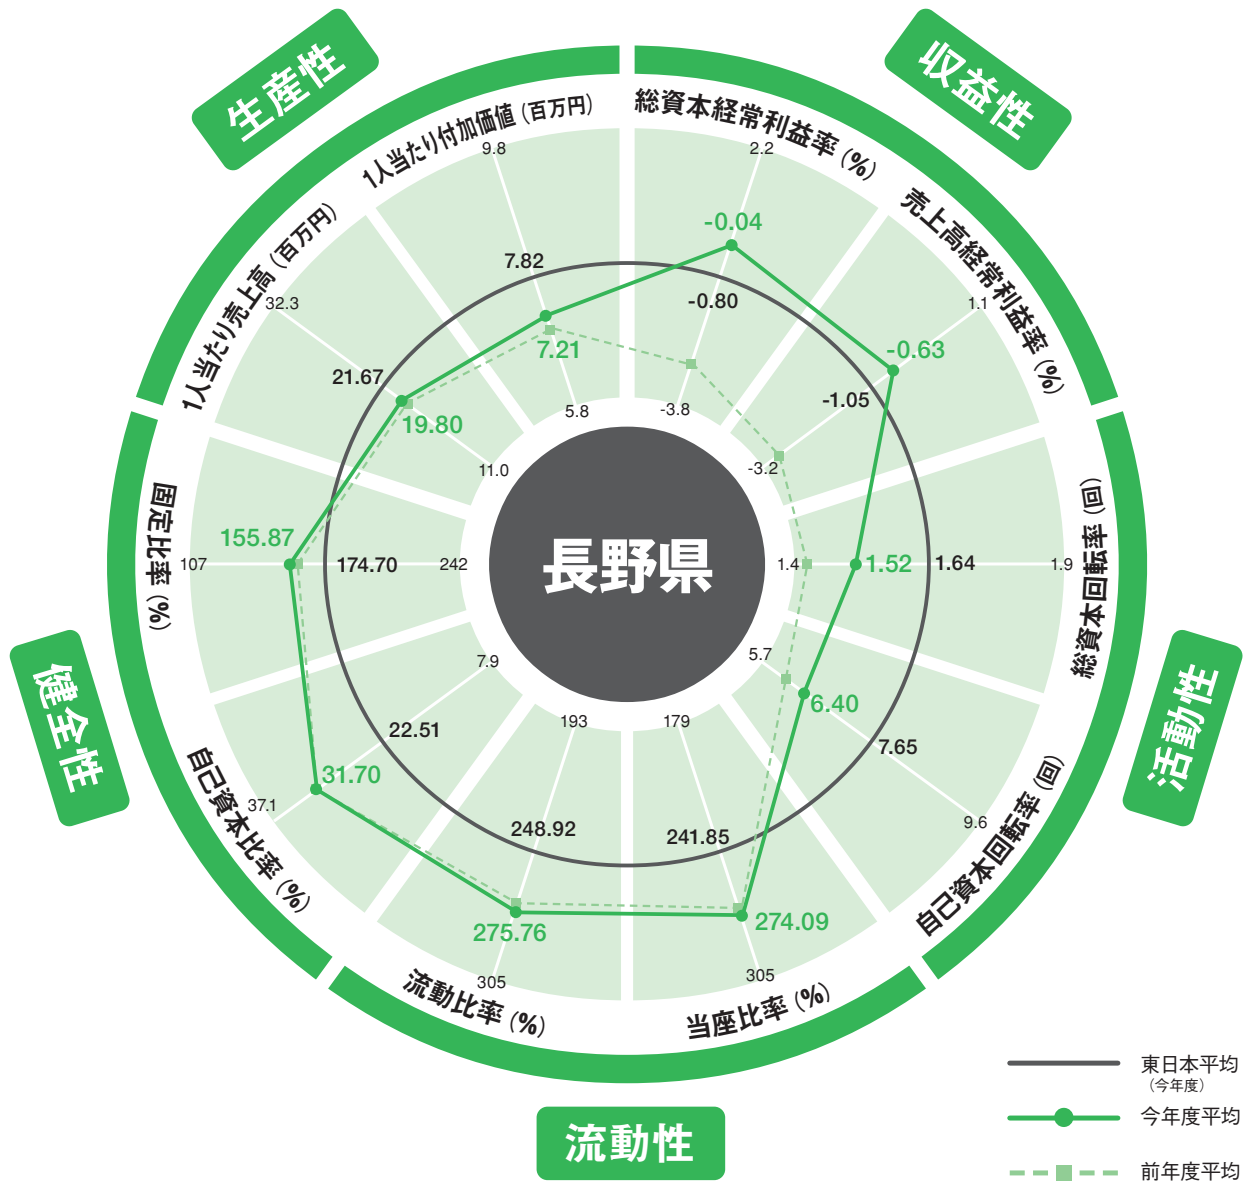 生産性
収益性
1人当たり付加価値（百万円）
総資本経常利益率（%）
9.8
2.2
1人当たり売上高（百万円）
売上高経常利益率（%）
-0.04
7.82
-0.80
32.3
1.1
7.21
-0.63
21.67
-1.05
19.80
5.8
-3.8
11.0
-3.2
固定比率（%）
総資本回転率（回）
155.87
107
174.70
242
長野県
1.4
1.52
1.64
1.9
健全性
活動性
7.9
5.7
22.51
6.40
193
179
7.65
31.70
37.1
248.92
241.85
9.6
自己資本比率（%）
自己資本回転率（回）
275.76
274.09
305
305
流動比率（%）
当座比率（%）
流動性
東日本平均
（今年度）
今年度平均
前年度平均